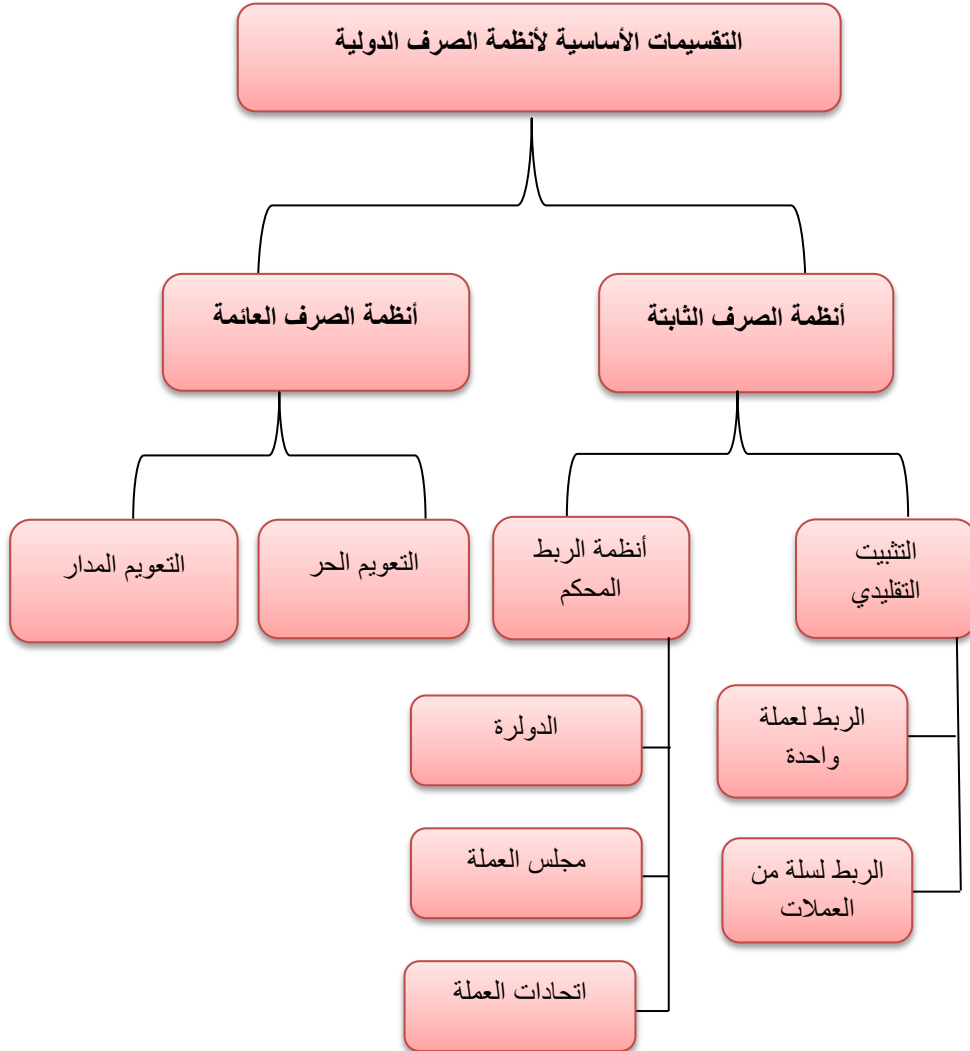 التقسيمات الأساسية لأنظمة الصرف الدولية
أنظمة الصرف الثابتة
أنظمة الصرف العائمة
التثبيت
التقليدي
أنظمة الربط
المحكم
التعويم الحر
التعويم المدار
الربط لعملة
واحدة
الربط لسلة من
العملات
الدولرة
مجلس العملة
اتحادات العملة